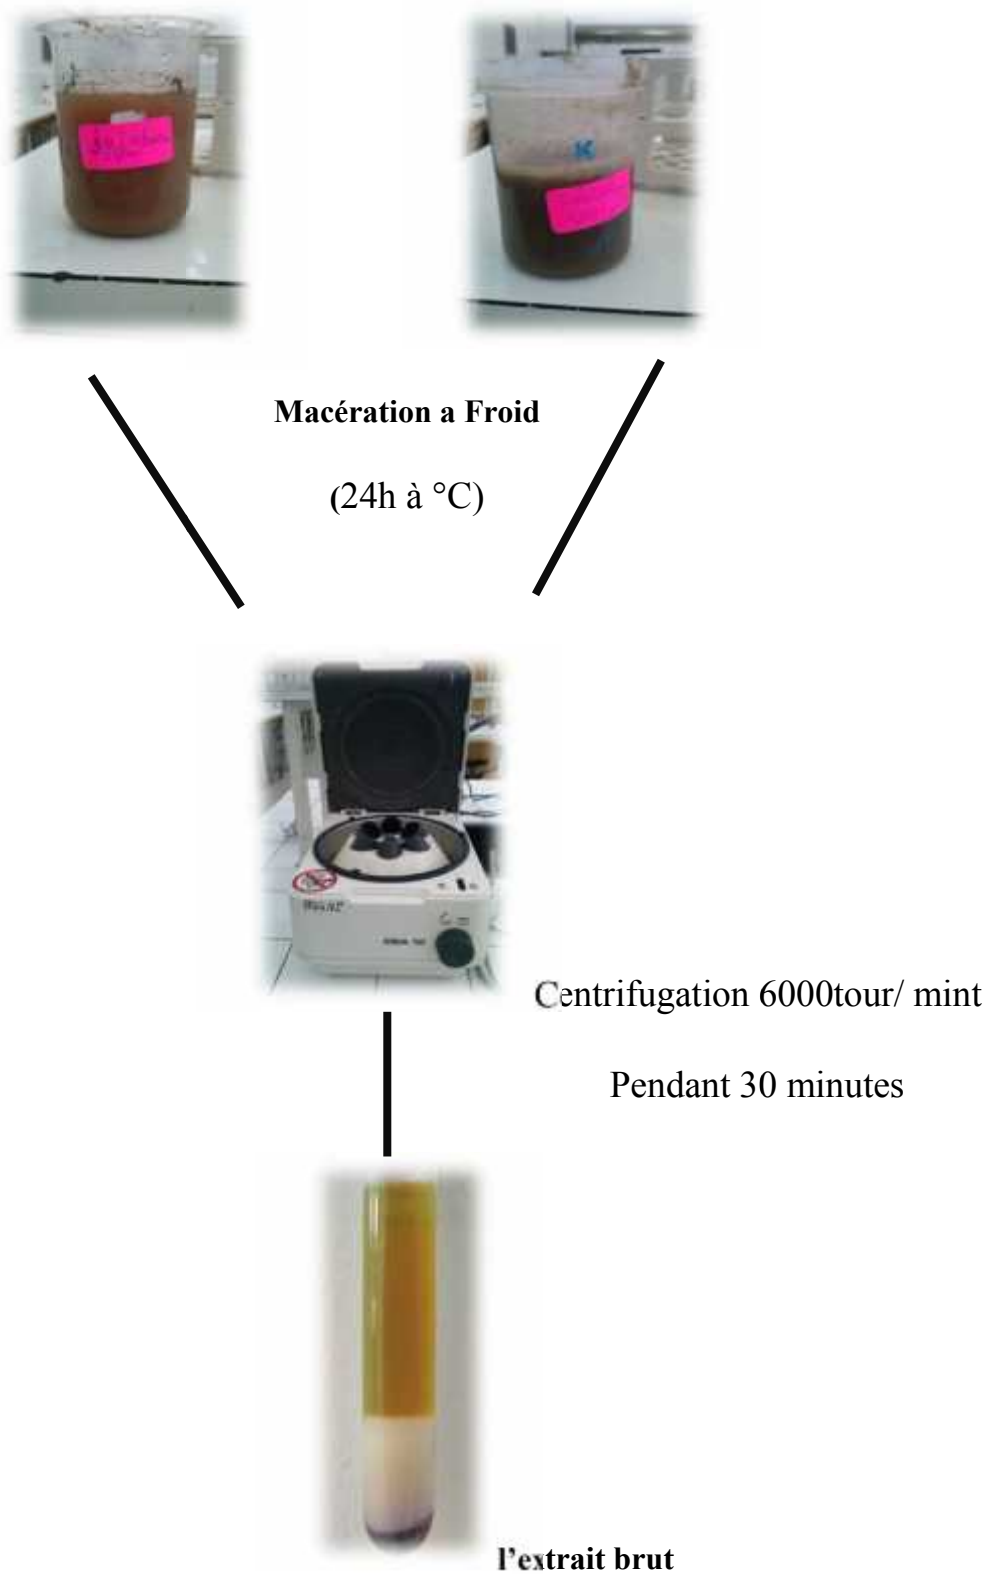 K
Macération a Froid
(24h à °C)
Centrifugation 6000tour/ mint
Pendant 30 minutes
l’extrait brut